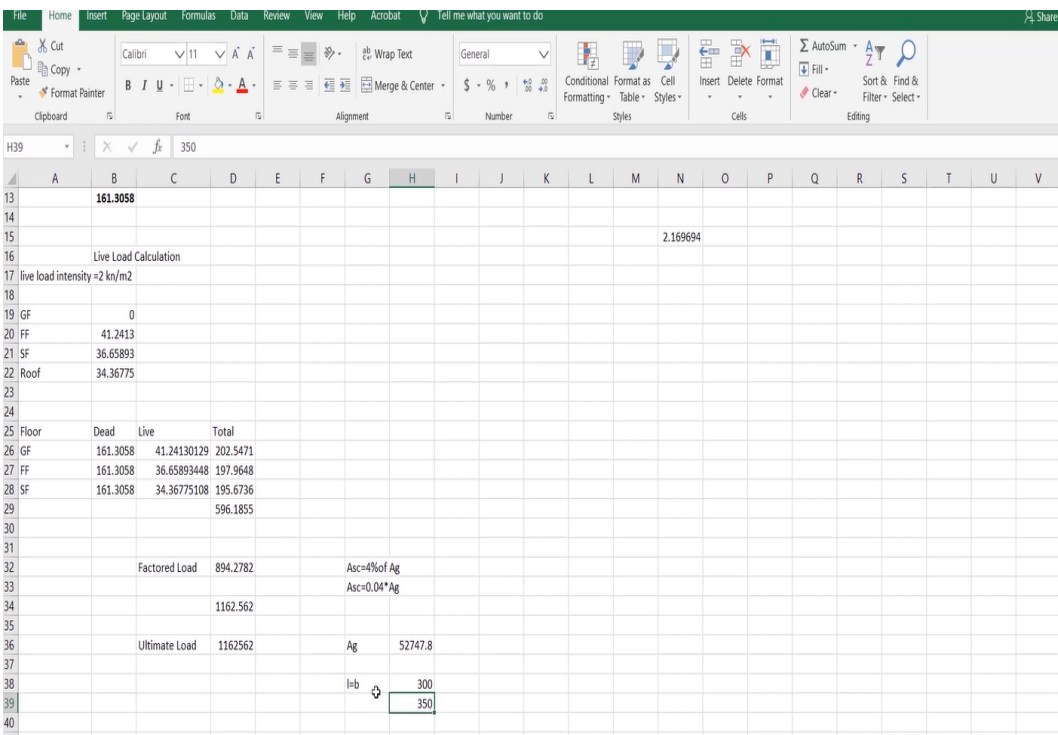 File Home Insert Page Layout Formulas Data Review View Help Acrobat Tell me what you want to do Share
Cut
Copy
Format Painter
Paste
Clipboard
Calibri 11 A A
B I U A
Font
Wrap Text
Merge & Center
Alignment
General
$ % ,
Number
Conditional Formatting
Format as Table
Cell Styles
Styles
Insert Delete Format
Cells
AutoSum
Fill
Clear
Sort & Filter
Find & Select
Editing
H39 fx 350
A B C D E F G H I J K L M N O P Q R S T U V
13 161.3058
14
15 2.169694
16 Live Load Calculation
17 live load intensity =2 kn/m2
18
19 GF 0
20 FF 41.2413
21 SF 36.65893
22 Roof 34.36775
23
24
25 Floor Dead Live Total
26 GF 161.3058 41.24130129 202.5471
27 FF 161.3058 36.65893448 197.9648
28 SF 161.3058 34.36775108 195.6736
29 596.1855
30
31
32 Factored Load 894.2782 Asc=4%of Ag
33 Asc=0.04*Ag
34 1162.562
35
36 Ultimate Load 1162562 Ag 52747.8
37
38 l=b 300
39 350
40